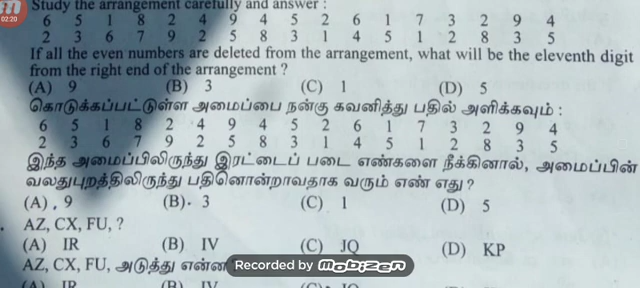 m
02:20
Study the arrangement carefully and answer :
6 5 1 8 2 4 9 4 5 2 6 1 7 3 2 9 4
2 3 6 7 9 2 5 8 3 1 4 5 1 2 8 3 5
If all the even numbers are deleted from the arrangement, what will be the eleventh digit
from the right end of the arrangement ?
(A) 9 (B) 3 (C) 1 (D) 5
கொடுக்கப்பட்டுள்ள அமைப்பை நன்கு கவனித்து பதில் அளிக்கவும் :
6 5 1 8 2 4 9 4 5 2 6 1 7 3 2 9 4
2 3 6 7 9 2 5 8 3 1 4 5 1 2 8 3 5
இந்த அமைப்பிலிருந்து இரட்டைப் படை எண்களை நீக்கினால், அமைப்பின்
வலதுபுறத்திலிருந்து பதினொன்றாவதாக வரும் எண் எது ?
(A) 9 (B) 3 (C) 1 (D) 5
AZ, CX, FU, ?
(A) IR (B) IV (C) JQ (D) KP
AZ, CX, FU, அடுத்து என்ன
Recorded by mobizen
(A) IR (B) IV (C) JQ